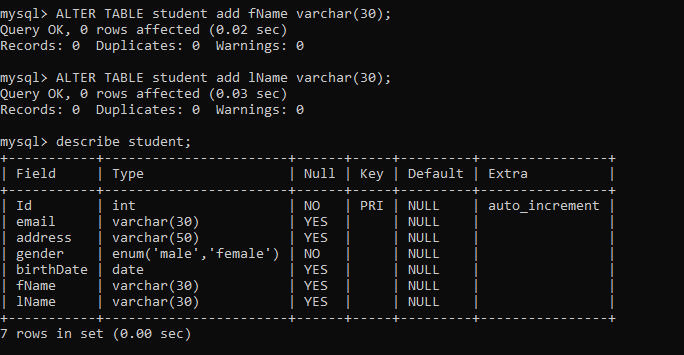 mysql> ALTER TABLE student add fName varchar(30);
Query OK, 0 rows affected (0.02 sec)
Records: 0  Duplicates: 0  Warnings: 0

mysql> ALTER TABLE student add lName varchar(30);
Query OK, 0 rows affected (0.03 sec)
Records: 0  Duplicates: 0  Warnings: 0

mysql> describe student;
+-----------+-----------------------+------+-----+---------+----------------+
| Field     | Type                  | Null | Key | Default | Extra          |
+-----------+-----------------------+------+-----+---------+----------------+
| Id        | int                   | NO   | PRI | NULL    | auto_increment |
| email     | varchar(30)           | YES  |     | NULL    |                |
| address   | varchar(50)           | YES  |     | NULL    |                |
| gender    | enum('male','female') | NO   |     | NULL    |                |
| birthDate | date                  | YES  |     | NULL    |                |
| fName     | varchar(30)           | YES  |     | NULL    |                |
| lName     | varchar(30)           | YES  |     | NULL    |                |
+-----------+-----------------------+------+-----+---------+----------------+
7 rows in set (0.00 sec)